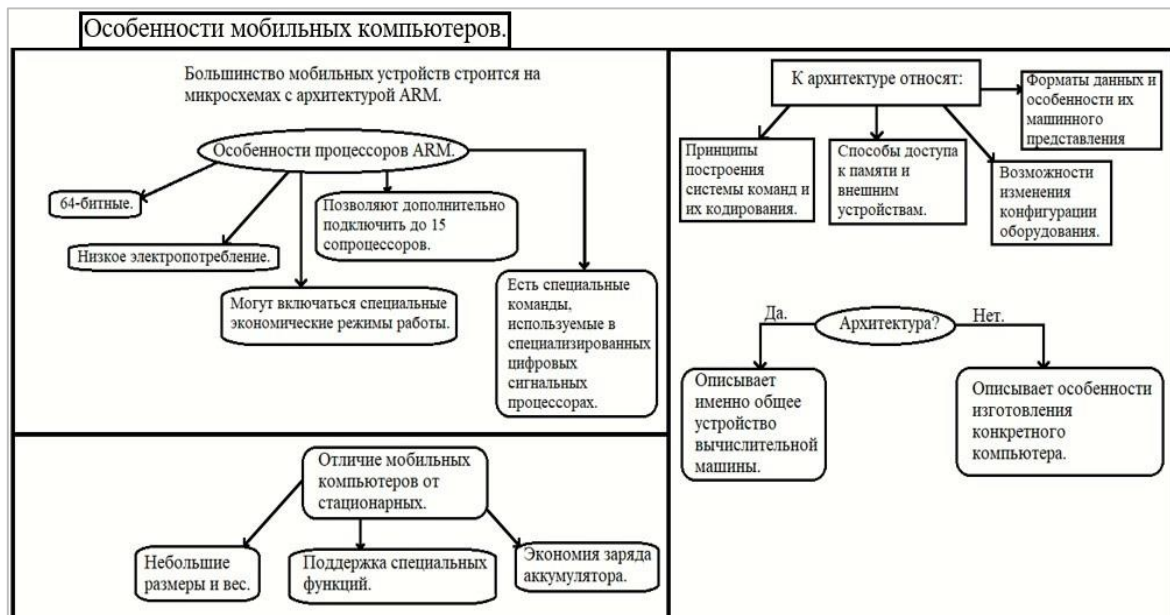 Особенности мобильных компьютеров.
Большинство мобильных устройств строится на
микросхемах с архитектурой ARM.
Особенности процессоров ARM.
64-битные.
Низкое электропотребление.
Могут включаться специальные
экономические режимы работы.
Позволяют дополнительно
подключить до 15
сопроцессоров.
Есть специальные
команды,
используемые в
специализированных
цифровых
сигнальных
процессорах.
Отличие мобильных
компьютеров от
стационарных.
Небольшие
размеры и вес.
Поддержка специальных
функций.
Экономия заряда
аккумулятора.
К архитектуре относят:
Принципы
построения
системы команд и
их кодирования.
Способы доступа
к памяти и
внешним
устройствам.
Возможности
изменения
конфигурации
оборудования.
Форматы данных и
особенности их
машинного
представления
Архитектура?
Да.
Нет.
Описывает
именно общее
устройство
вычислительной
машины.
Описывает особенности
изготовления
конкретного
компьютера.